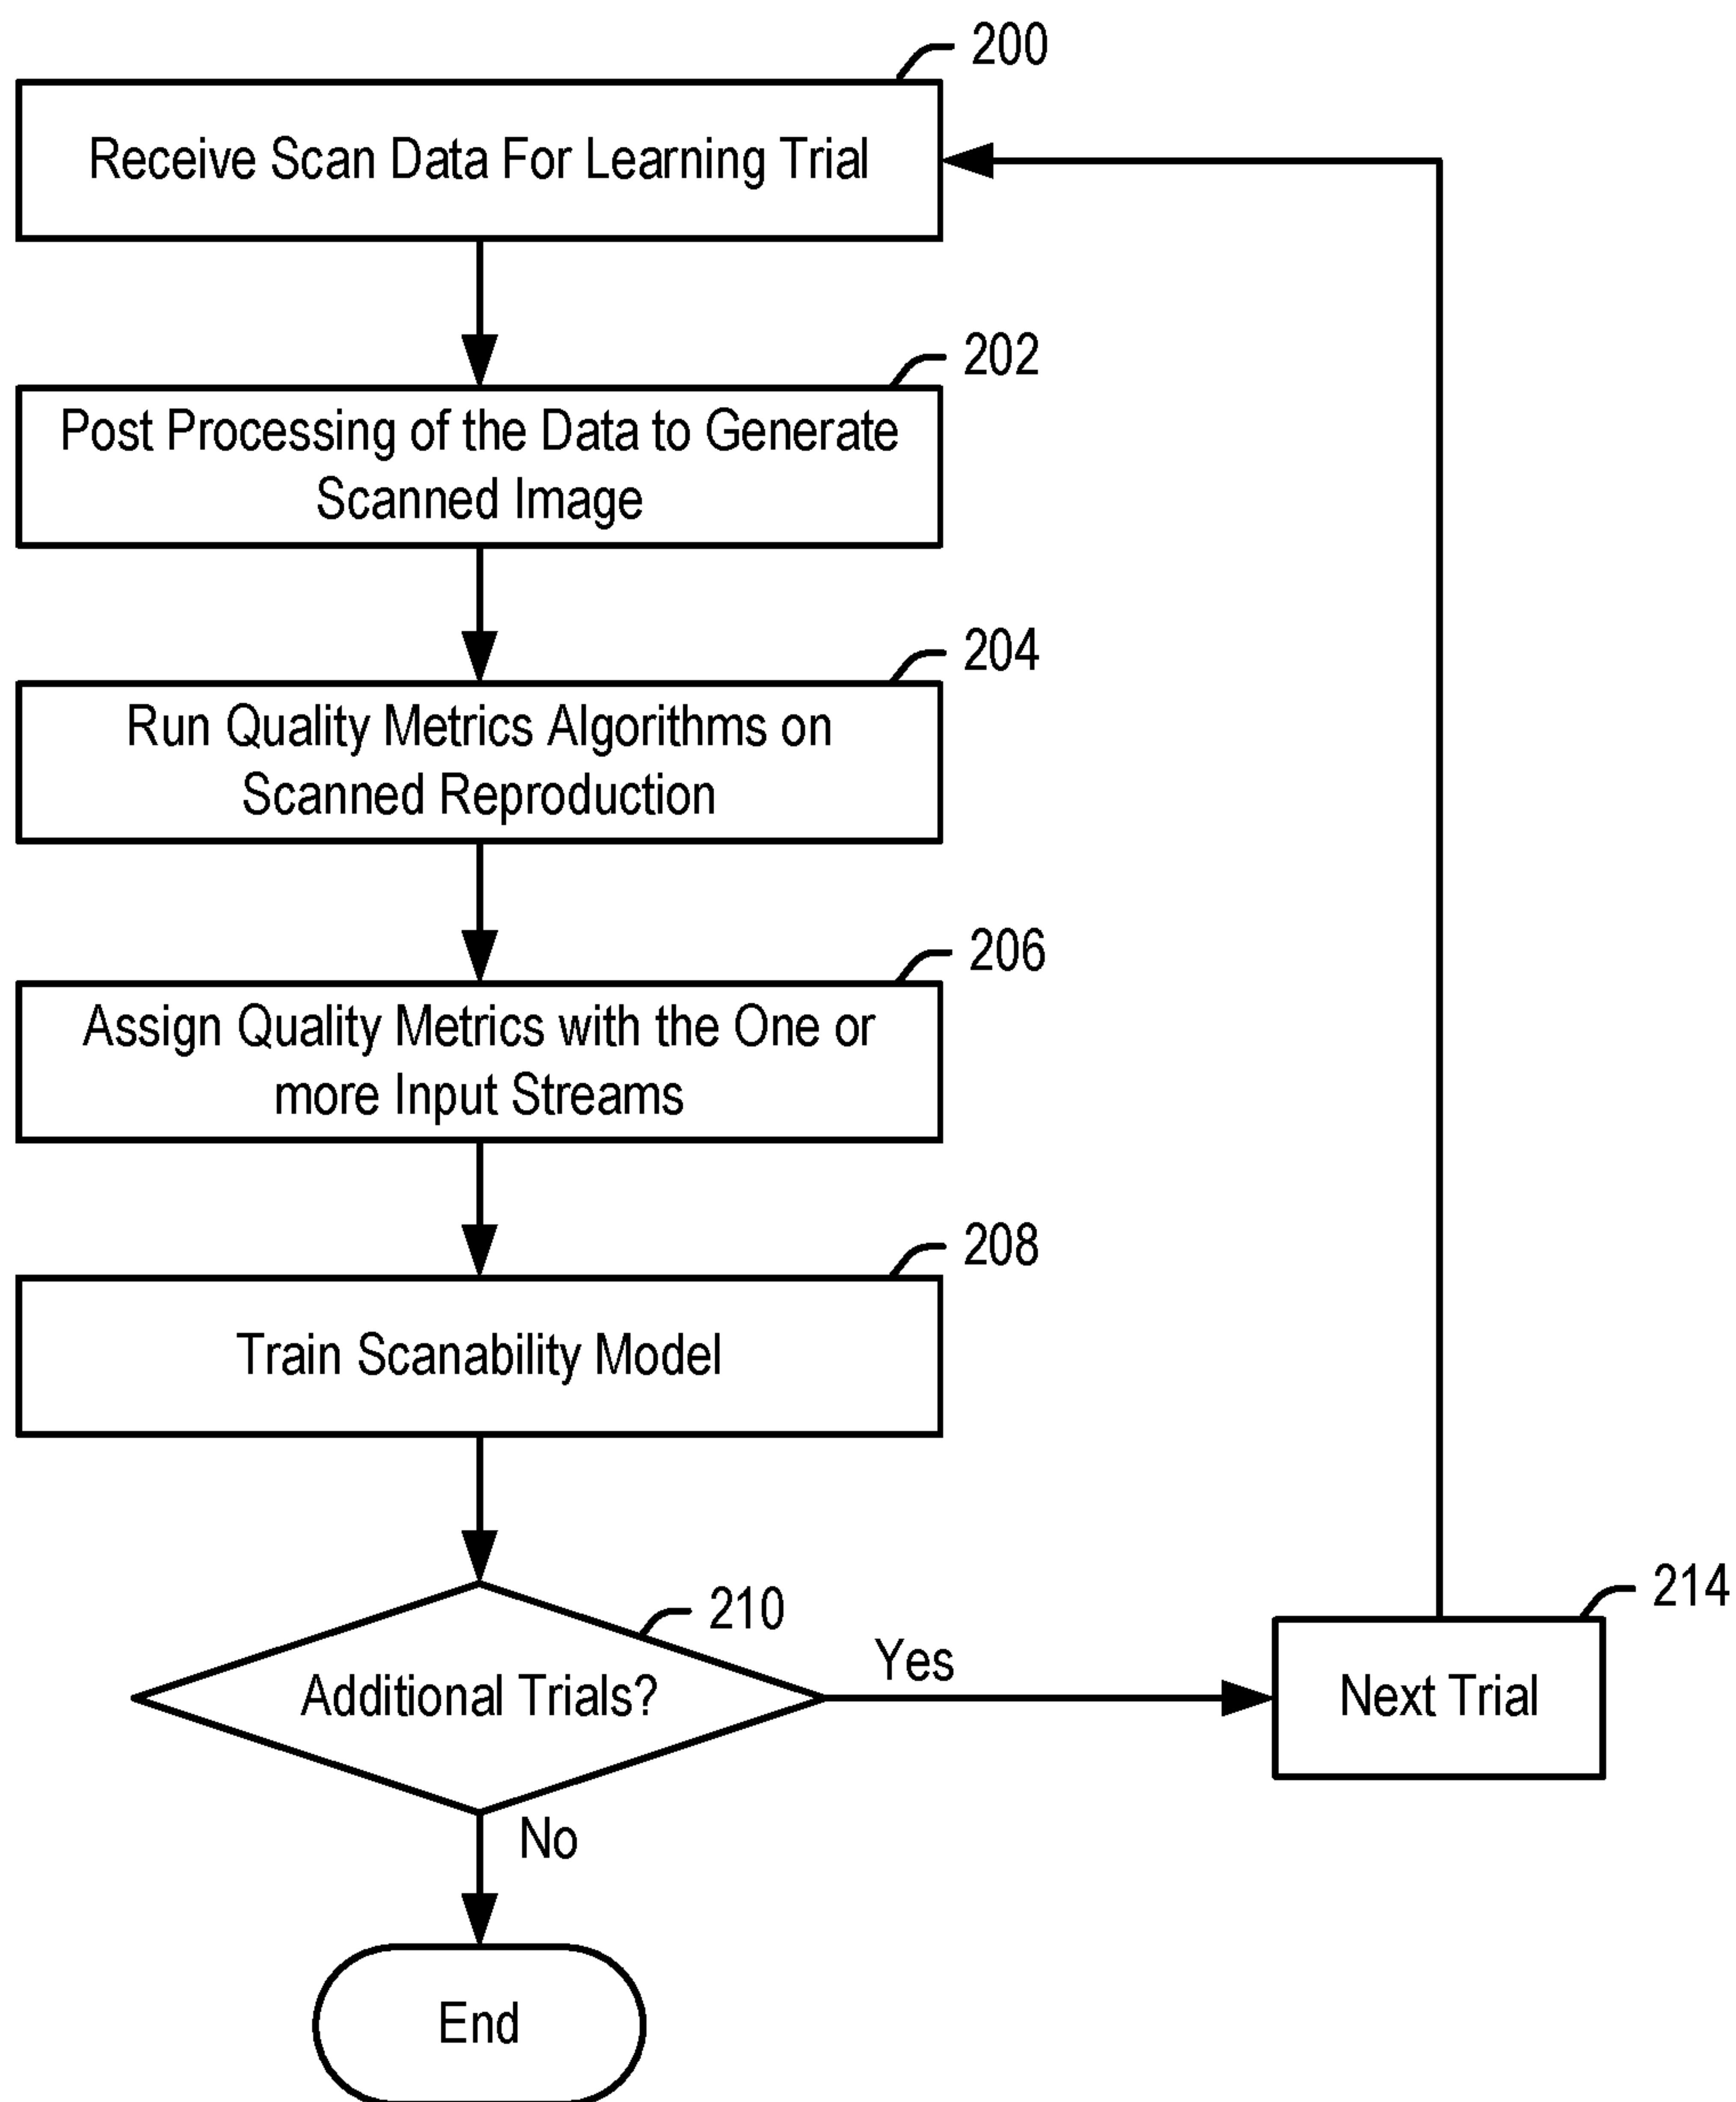 200
Receive Scan Data For Learning Trial
202
Post Processing of the Data to Generate
Scanned Image
204
Run Quality Metrics Algorithms on
Scanned Reproduction
206
Assign Quality Metrics with the One or
more Input Streams
208
Train Scanability Model
210
Additional Trials?
Yes
214
Next Trial
No
End